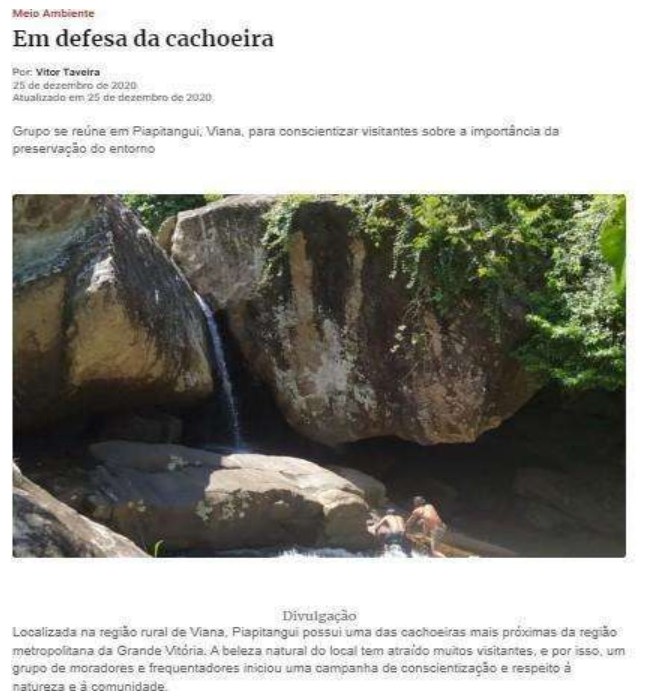 Meio Ambiente
Em defesa da cachoeira
Por: Vitor Taveira
25 de dezembro de 2020
Atualizado em 25 de dezembro de 2020
Grupo se reúne em Piapitangui, Viana, para conscientizar visitantes sobre a importância da
preservação do entorno
Divulgação
Localizada na região rural de Viana, Piapitangui possui uma das cachoeiras mais próximas da região
metropolitana da Grande Vitória. A beleza natural do local tem atraído muitos visitantes, e por isso, um
grupo de moradores e frequentadores iniciou uma campanha de conscientização e respeito à
natureza e à comunidade.